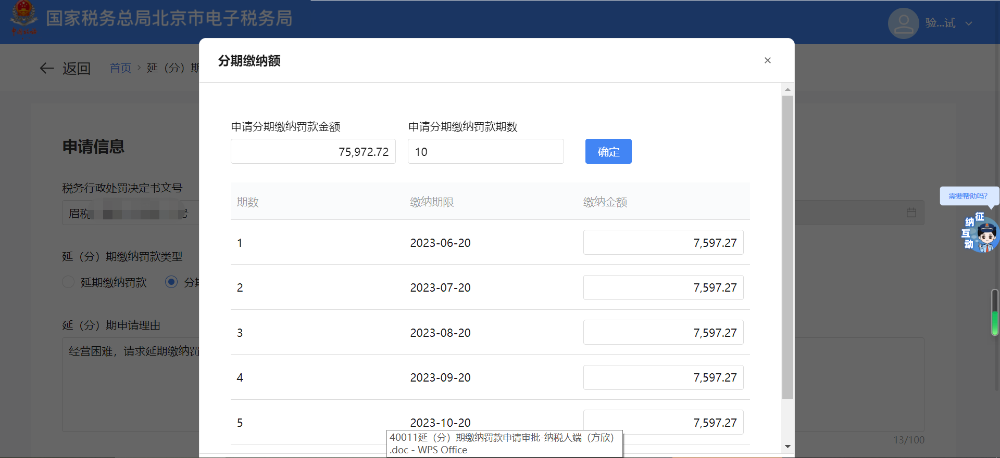 国家税务总局北京市电子税务局
验...试
返回 首页 > 延（分）期
分期缴纳额
申请信息
税务行政处罚决定书文号
眉税
号
延（分）期缴纳罚款类型
延期缴纳罚款 分期
延（分）期申请理由
经营困难，请求延期缴纳罚
13/100
申请分期缴纳罚款金额 申请分期缴纳罚款期数
75,972.72 10 确定
期数 缴纳期限 缴纳金额
1 2023-06-20 7,597.27
2 2023-07-20 7,597.27
3 2023-08-20 7,597.27
4 2023-09-20 7,597.27
5 2023-10-20 7,597.27
40011延（分）期缴纳罚款申请审批-纳税人端（方欣）
.doc - WPS Office
需要帮助吗？
征
纳
互
动